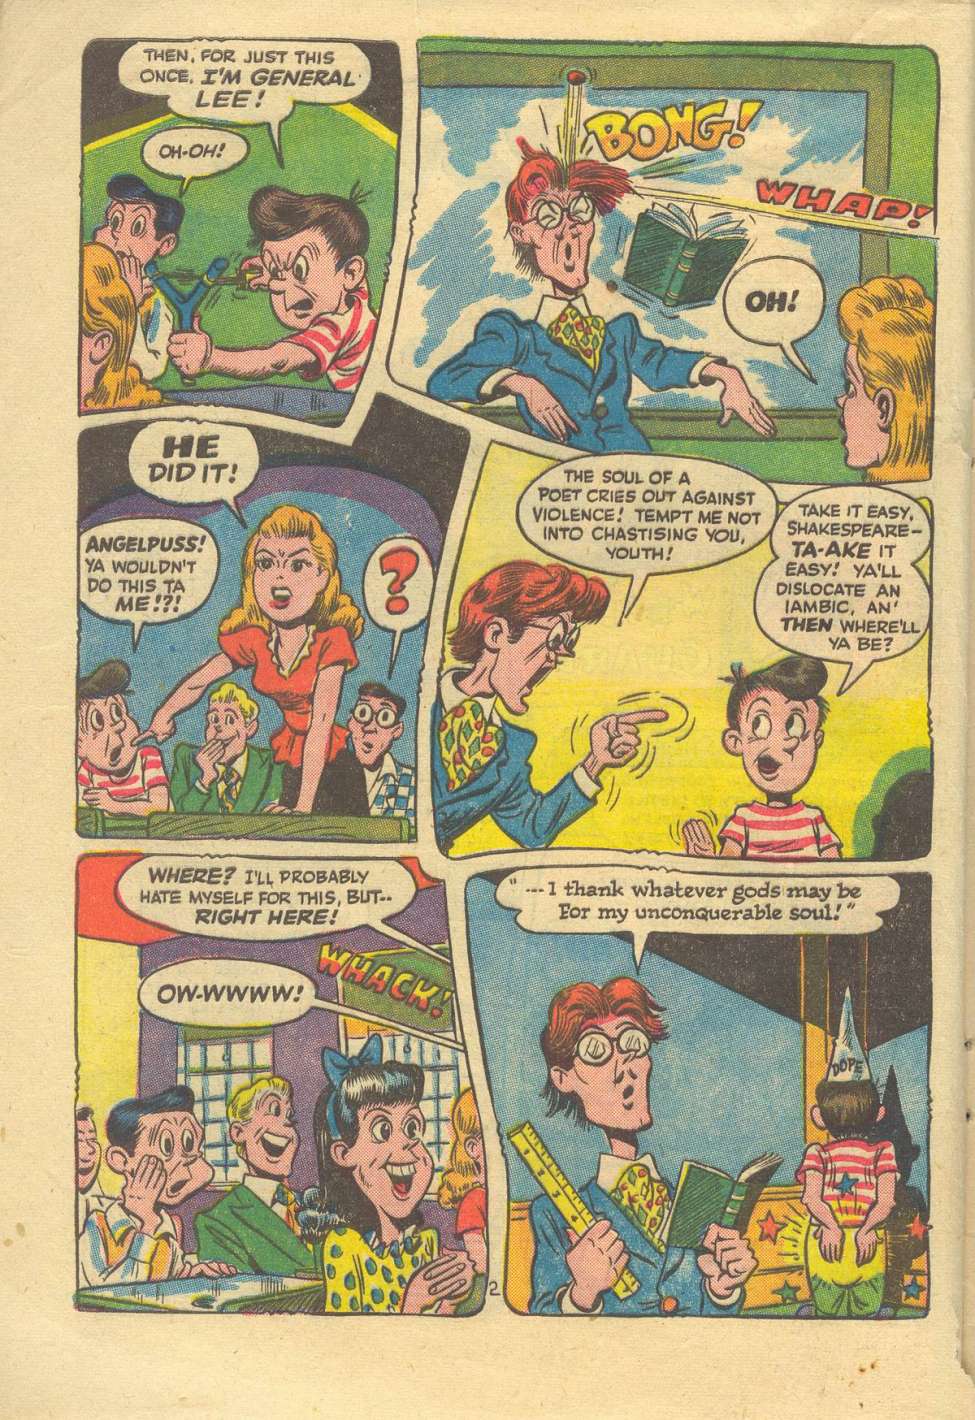 THEN, FOR JUST THIS
ONCE, I'M GENERAL
LEE!
OH-OH!
BONG!
WHAP!
OH!
HE
DID IT!
ANGELPUSS!
YA WOULDN'T
DO THIS TA
ME!?!
?
THE SOUL OF A
POET CRIES OUT AGAINST
VIOLENCE! TEMPT ME NOT
INTO CHASTISING YOU,
YOUTH!
TAKE IT EASY,
SHAKESPEARE—
TA-AKE IT
EASY! YA'LL
DISLOCATE AN
IAMBIC, AN'
THEN WHERE'LL
YA BE?
WHERE? I'LL PROBABLY
HATE MYSELF FOR THIS, BUT--
RIGHT HERE!
WHACK!
OW-WWWW!
"---I thank whatever gods may be
For my unconquerable soul!"
DOPE
1 2 3 4
2